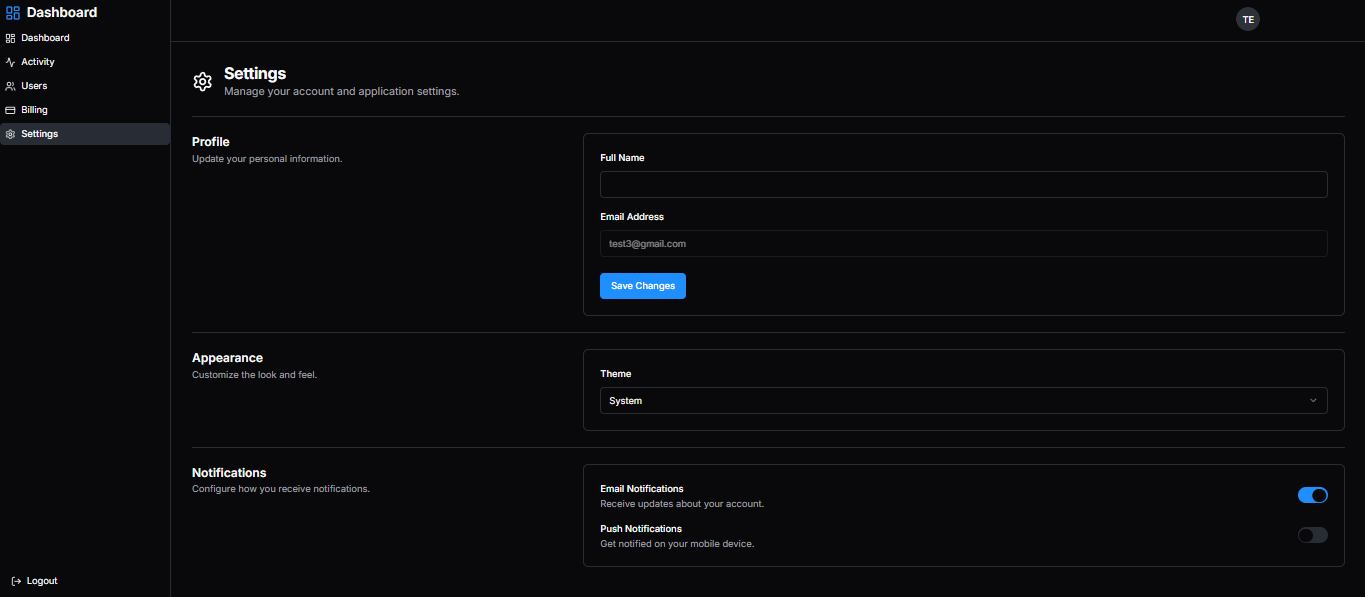 Dashboard
Dashboard
Activity
Users
Billing
Settings
Logout
TE
Settings
Manage your account and application settings.
Profile
Update your personal information.
Full Name
Email Address
test3@gmail.com
Save Changes
Appearance
Customize the look and feel.
Theme
System
Notifications
Configure how you receive notifications.
Email Notifications
Receive updates about your account.
Push Notifications
Get notified on your mobile device.